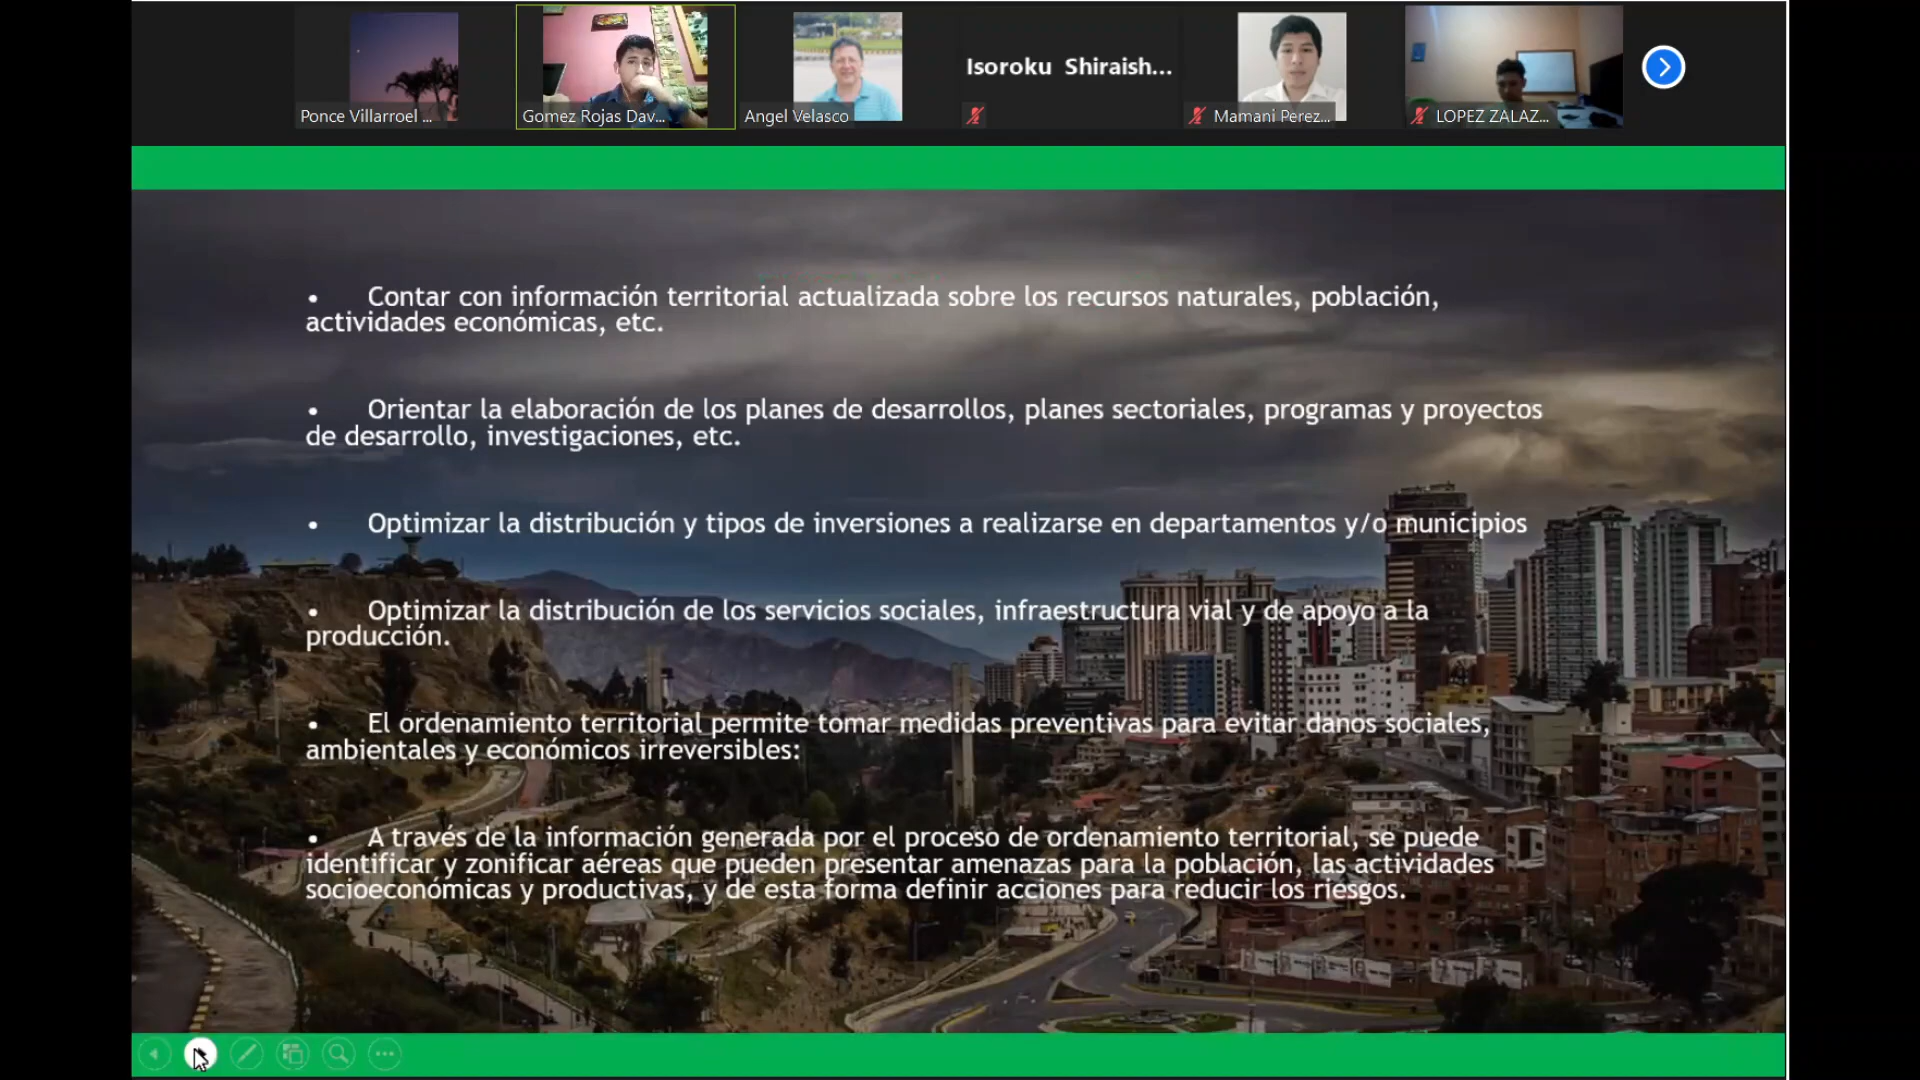 Ponce Villarroel ...
Gomez Rojas Dav...
Angel Velasco
Isoroku Shiraish...
Mamani Perez...
LOPEZ ZALAZ...
• Contar con información territorial actualizada sobre los recursos naturales, población,
actividades económicas, etc.
• Orientar la elaboración de los planes de desarrollos, planes sectoriales, programas y proyectos
de desarrollo, investigaciones, etc.
• Optimizar la distribución y tipos de inversiones a realizarse en departamentos y/o municipios
• Optimizar la distribución de los servicios sociales, infraestructura vial y de apoyo a la
producción.
• El ordenamiento territorial permite tomar medidas preventivas para evitar danos sociales,
ambientales y económicos irreversibles:
• A través de la información generada por el proceso de ordenamiento territorial, se puede
identificar y zonificar aéreas que pueden presentar amenazas para la población, las actividades
socioeconómicas y productivas, y de esta forma definir acciones para reducir los riesgos.